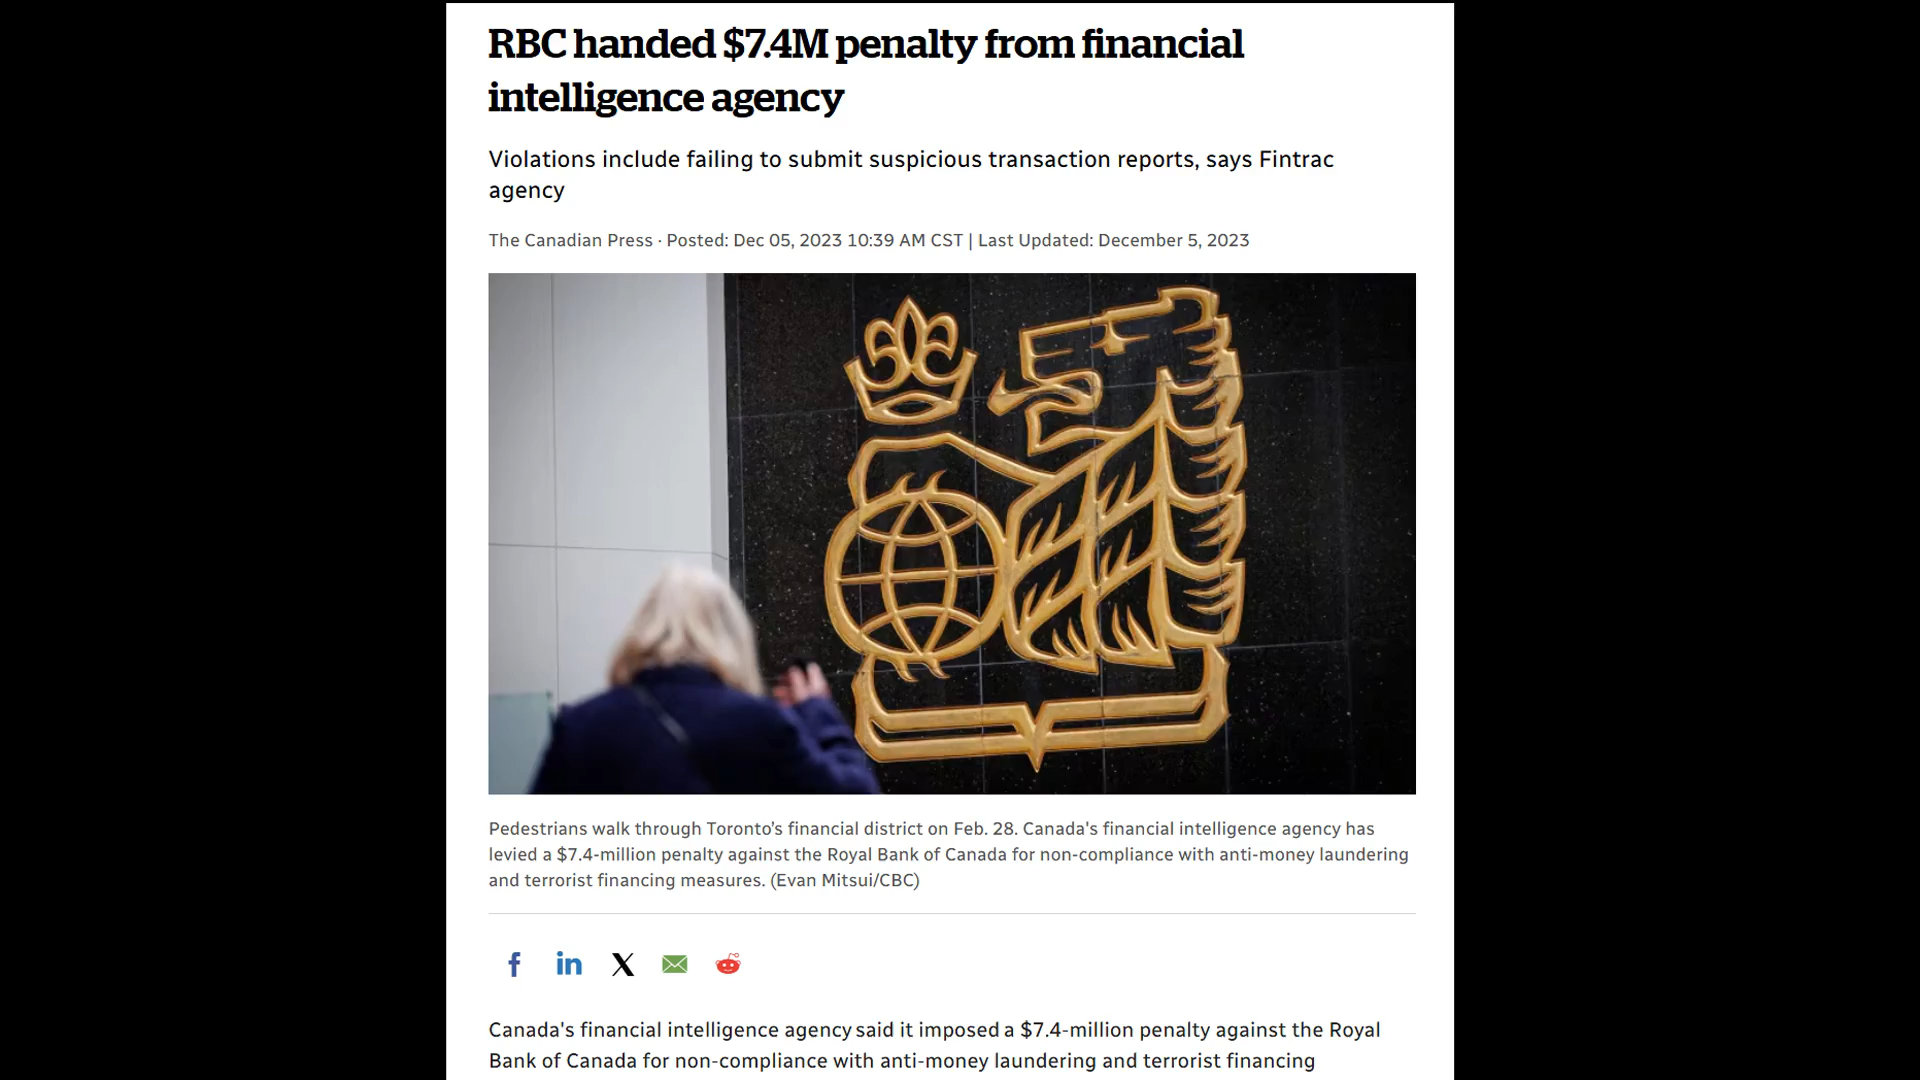 RBC handed $7.4M penalty from financial
intelligence agency
Violations include failing to submit suspicious transaction reports, says Fintrac
agency
The Canadian Press · Posted: Dec 05, 2023 10:39 AM CST | Last Updated: December 5, 2023
Pedestrians walk through Toronto’s financial district on Feb. 28. Canada's financial intelligence agency has
levied a $7.4-million penalty against the Royal Bank of Canada for non-compliance with anti-money laundering
and terrorist financing measures. (Evan Mitsui/CBC)
Canada's financial intelligence agency said it imposed a $7.4-million penalty against the Royal
Bank of Canada for non-compliance with anti-money laundering and terrorist financing